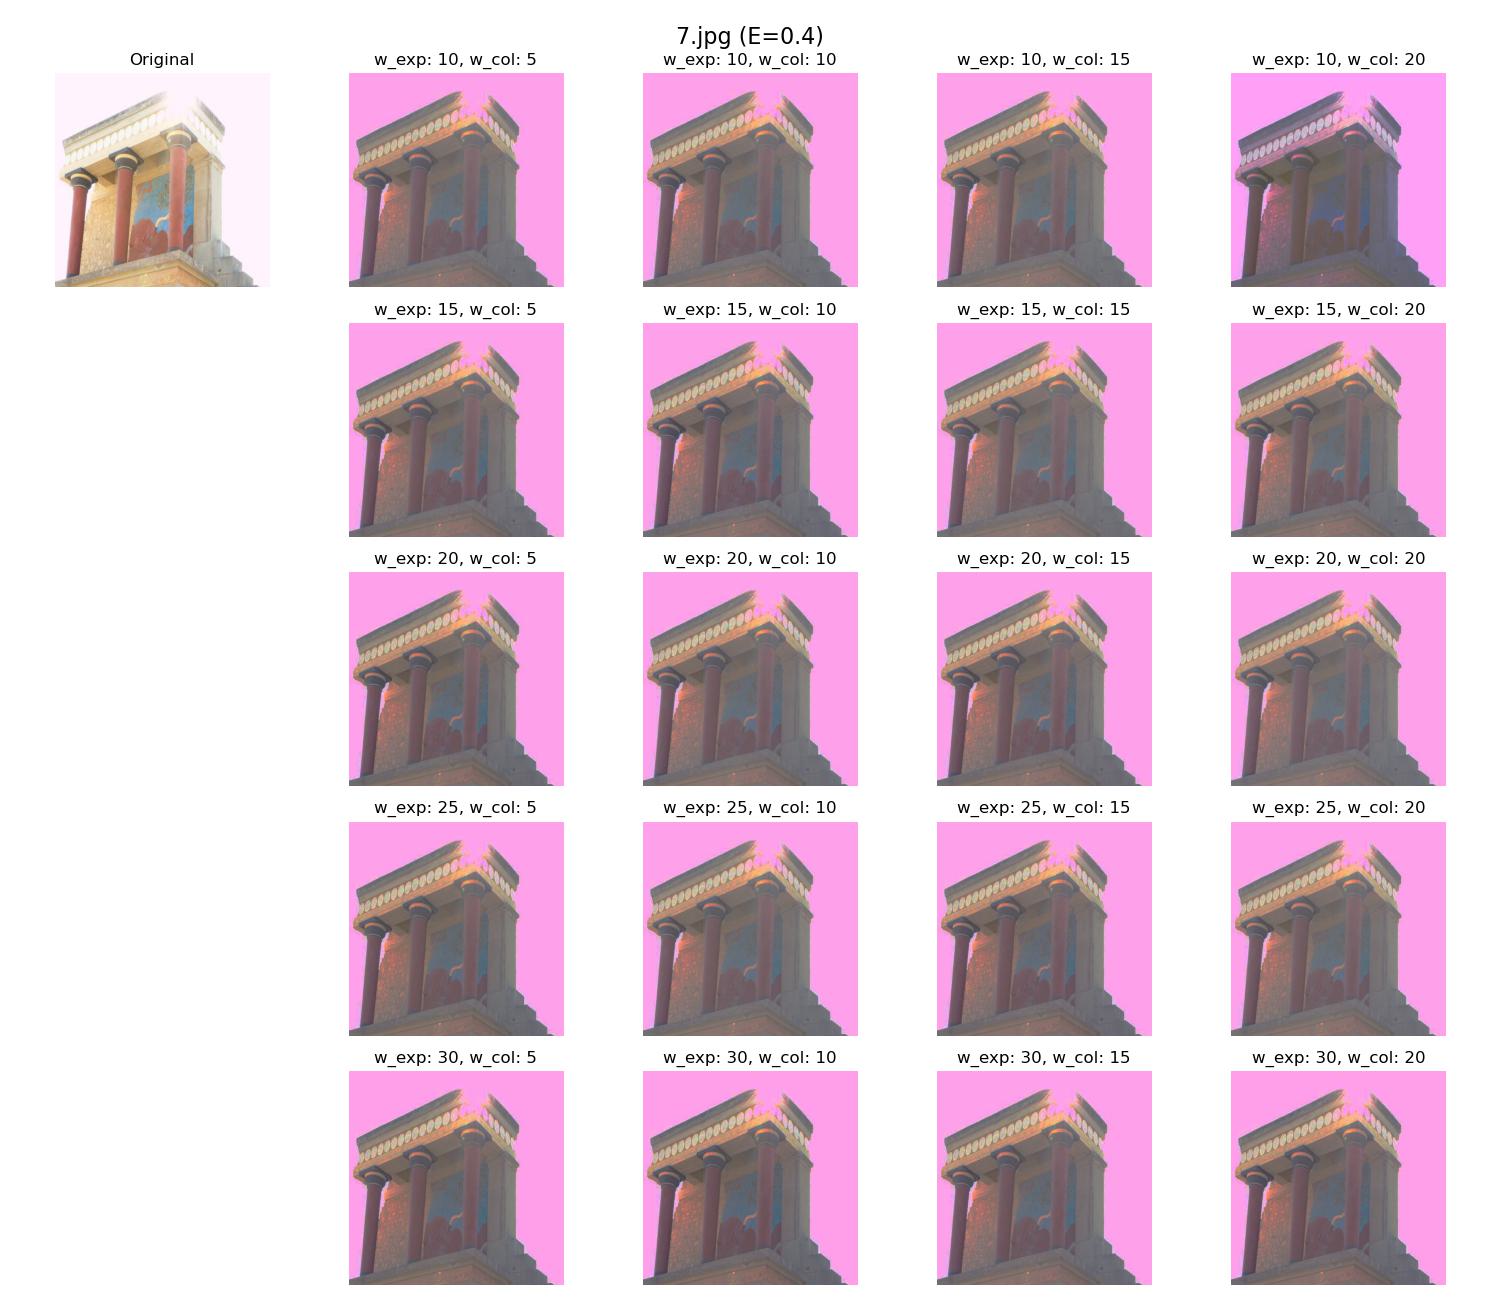 7.jpg (E=0.4)
Original
w_exp: 10, w_col: 5
w_exp: 10, w_col: 10
w_exp: 10, w_col: 15
w_exp: 10, w_col: 20
w_exp: 15, w_col: 5
w_exp: 15, w_col: 10
w_exp: 15, w_col: 15
w_exp: 15, w_col: 20
w_exp: 20, w_col: 5
w_exp: 20, w_col: 10
w_exp: 20, w_col: 15
w_exp: 20, w_col: 20
w_exp: 25, w_col: 5
w_exp: 25, w_col: 10
w_exp: 25, w_col: 15
w_exp: 25, w_col: 20
w_exp: 30, w_col: 5
w_exp: 30, w_col: 10
w_exp: 30, w_col: 15
w_exp: 30, w_col: 20